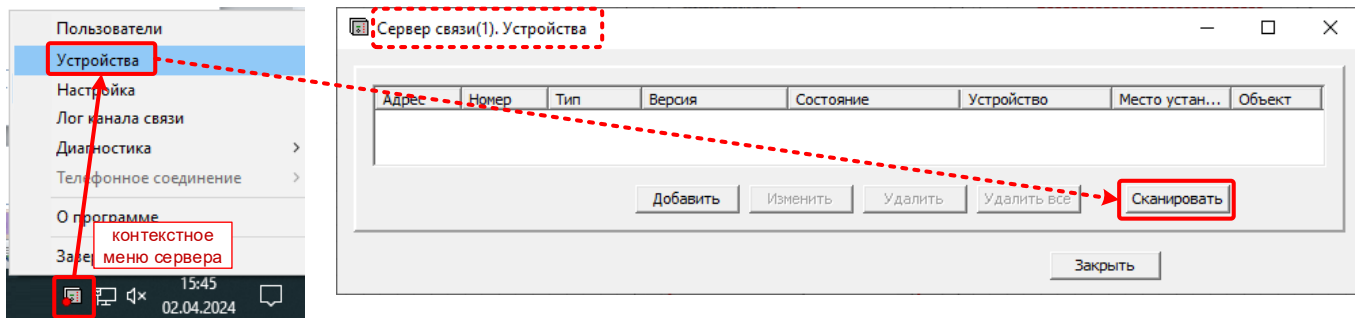 Пользователи
Устройства
Настройка
Лог канала связи
Диагностика
Телефонное соединение
О программе
контекстное
меню сервера
15:45
02.04.2024
Сервер связи(1). Устройства
Адрес Номер Тип Версия Состояние Устройство Место устан... Объект
Добавить Изменить Удалить Удалить все Сканировать
Закрыть